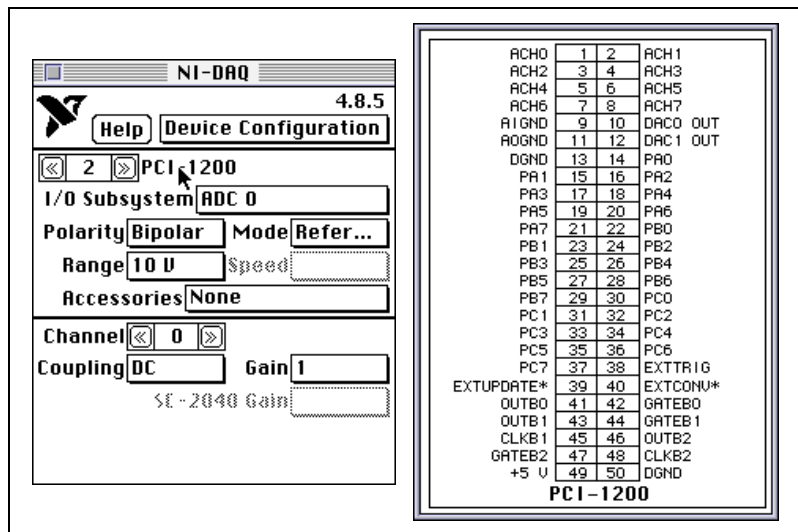 NI-DAQ
4.8.5
Help Device Configuration
2 PCI-1200
I/O Subsystem ADC 0
Polarity Bipolar Mode Refer...
Range 10 V Speed
Accessories None
Channel 0
Coupling DC Gain 1
SC-2040 Gain
ACH0 1 2 ACH1
ACH2 3 4 ACH3
ACH4 5 6 ACH5
ACH6 7 8 ACH7
AIGND 9 10 DAC0 OUT
AOGND 11 12 DAC1 OUT
DGND 13 14 PA0
PA1 15 16 PA2
PA3 17 18 PA4
PA5 19 20 PA6
PA7 21 22 PB0
PB1 23 24 PB2
PB3 25 26 PB4
PB5 27 28 PB6
PB7 29 30 PC0
PC1 31 32 PC2
PC3 33 34 PC4
PC5 35 36 PC6
PC7 37 38 EXTTRIG
EXTUPDATE* 39 40 EXTCONV*
OUTB0 41 42 GATEB0
OUTB1 43 44 GATEB1
CLKB1 45 46 OUTB2
GATEB2 47 48 CLKB2
+5 V 49 50 DGND
PCI-1200